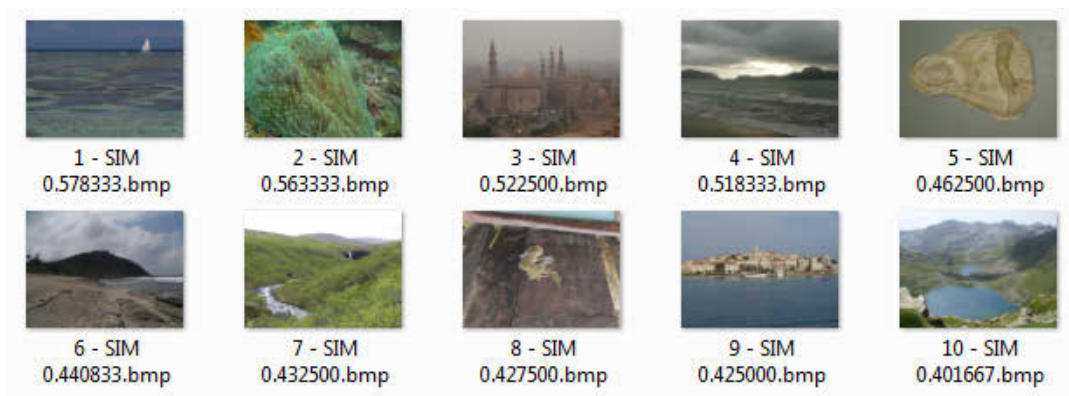 1 - SIM
0.578333.bmp
2 - SIM
0.563333.bmp
3 - SIM
0.522500.bmp
4 - SIM
0.518333.bmp
5 - SIM
0.462500.bmp
6 - SIM
0.440833.bmp
7 - SIM
0.432500.bmp
8 - SIM
0.427500.bmp
9 - SIM
0.425000.bmp
10 - SIM
0.401667.bmp